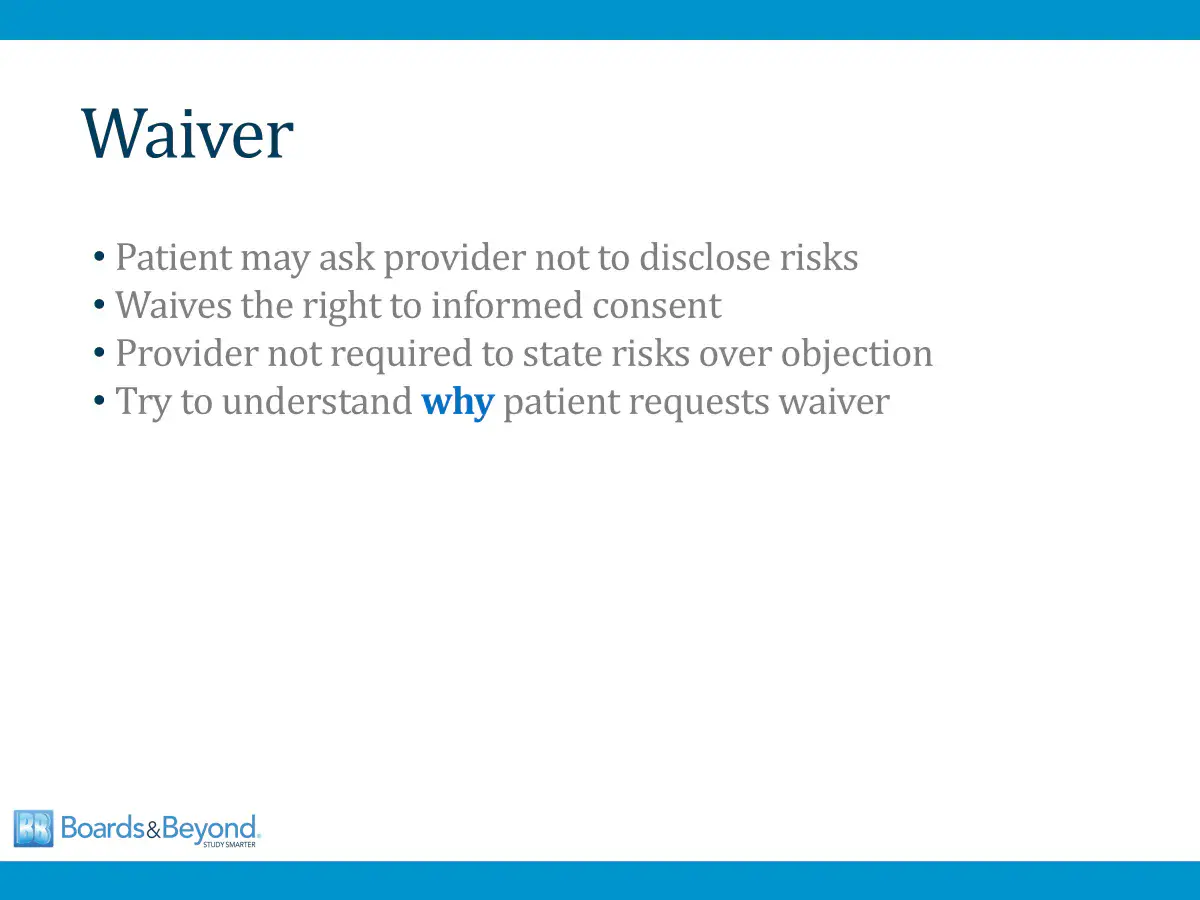 Waiver
• Patient may ask provider not to disclose risks
• Waives the right to informed consent
• Provider not required to state risks over objection
• Try to understand why patient requests waiver
BB Boards&Beyond®
STUDY SMARTER